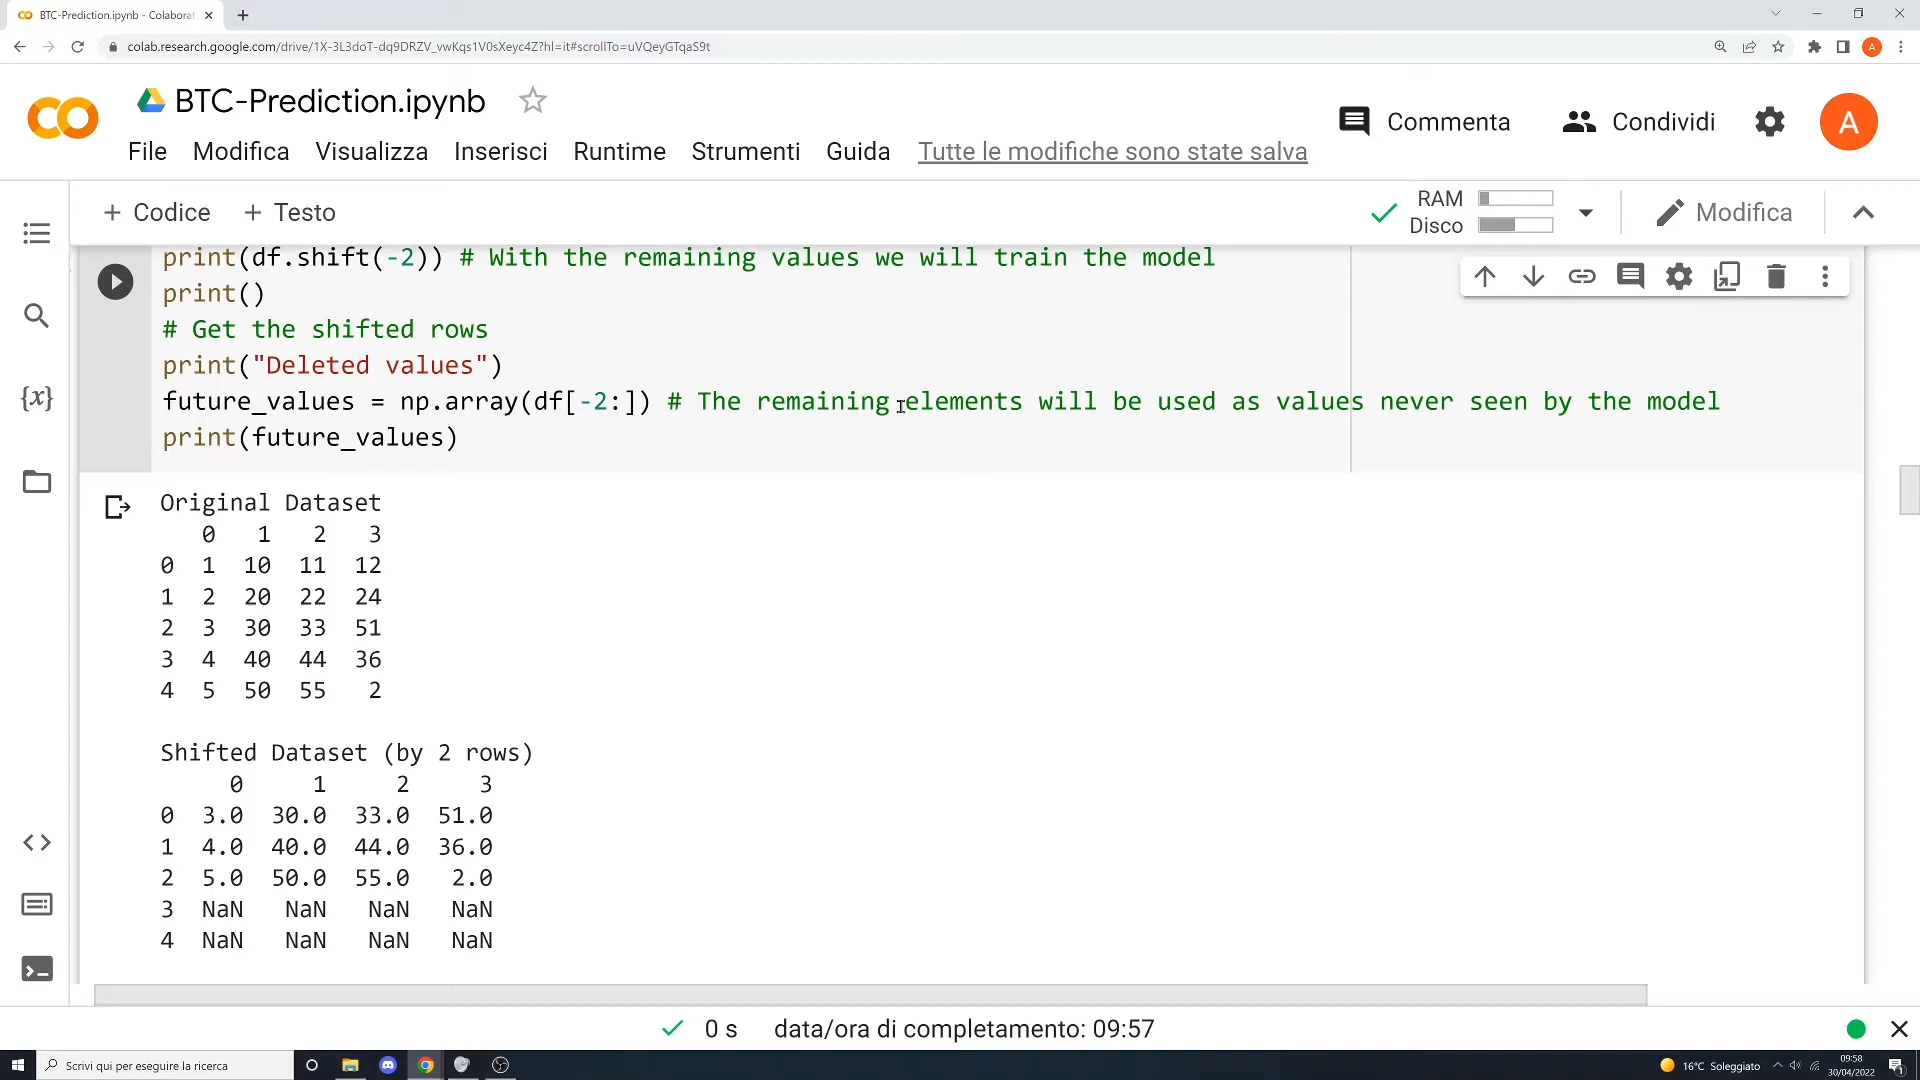 BTC-Prediction.ipynb - Colaborat
colab.research.google.com/drive/1X-3L3doT-dq9DRZV_vwKqs1V0sXeyc4Z?hl=it#scrollTo=uVQeyGTqaS9t
A
BTC-Prediction.ipynb
Commenta
Condividi
A
File Modifica Visualizza Inserisci Runtime Strumenti Guida Tutte le modifiche sono state salva
+ Codice + Testo
RAM
Disco
Modifica
print(df.shift(-2)) # With the remaining values we will train the model
print()
# Get the shifted rows
print("Deleted values")
future_values = np.array(df[-2:]) # The remaining elements will be used as values never seen by the model
print(future_values)
Original Dataset
0 1 2 3
0 1 10 11 12
1 2 20 22 24
2 3 30 33 51
3 4 40 44 36
4 5 50 55 2
Shifted Dataset (by 2 rows)
0 1 2 3
0 3.0 30.0 33.0 51.0
1 4.0 40.0 44.0 36.0
2 5.0 50.0 55.0 2.0
3 NaN NaN NaN NaN
4 NaN NaN NaN NaN
0 s data/ora di completamento: 09:57
Scrivi qui per eseguire la ricerca
16°C Soleggiato
09:58
30/04/2022
1